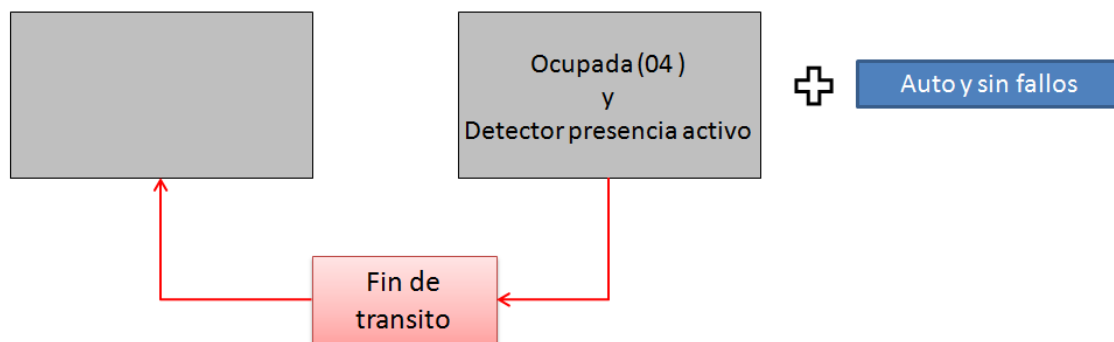 Ocupada (04 )
y
Detector presencia activo
Auto y sin fallos
Fin de
transito